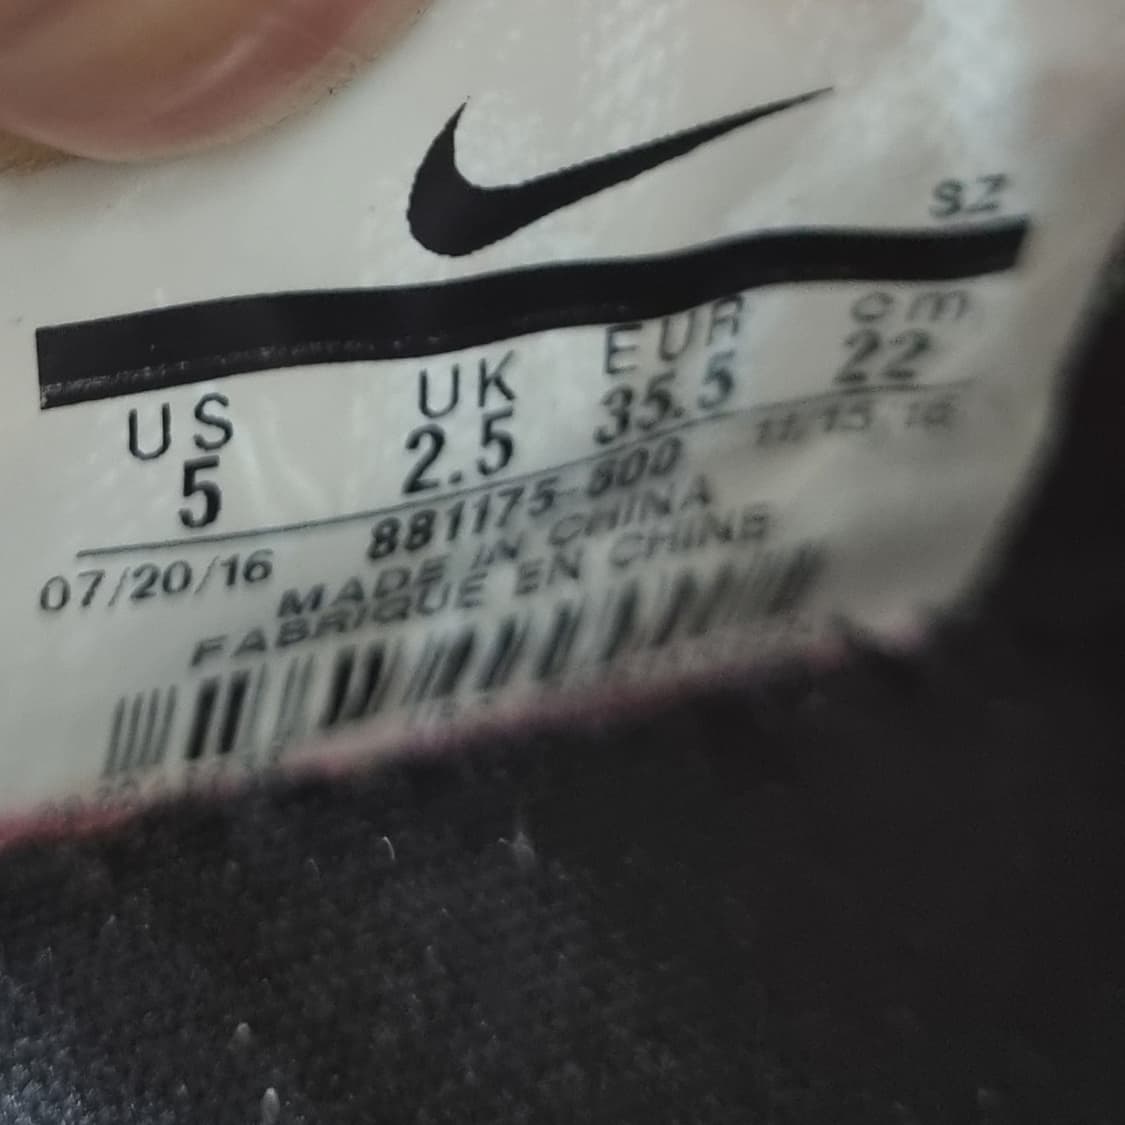 SZ
US UK EUR cm
5 2.5 35.5 22
07/20/16 881175-500
MADE IN CHINA
FABRIQUE EN CHINE